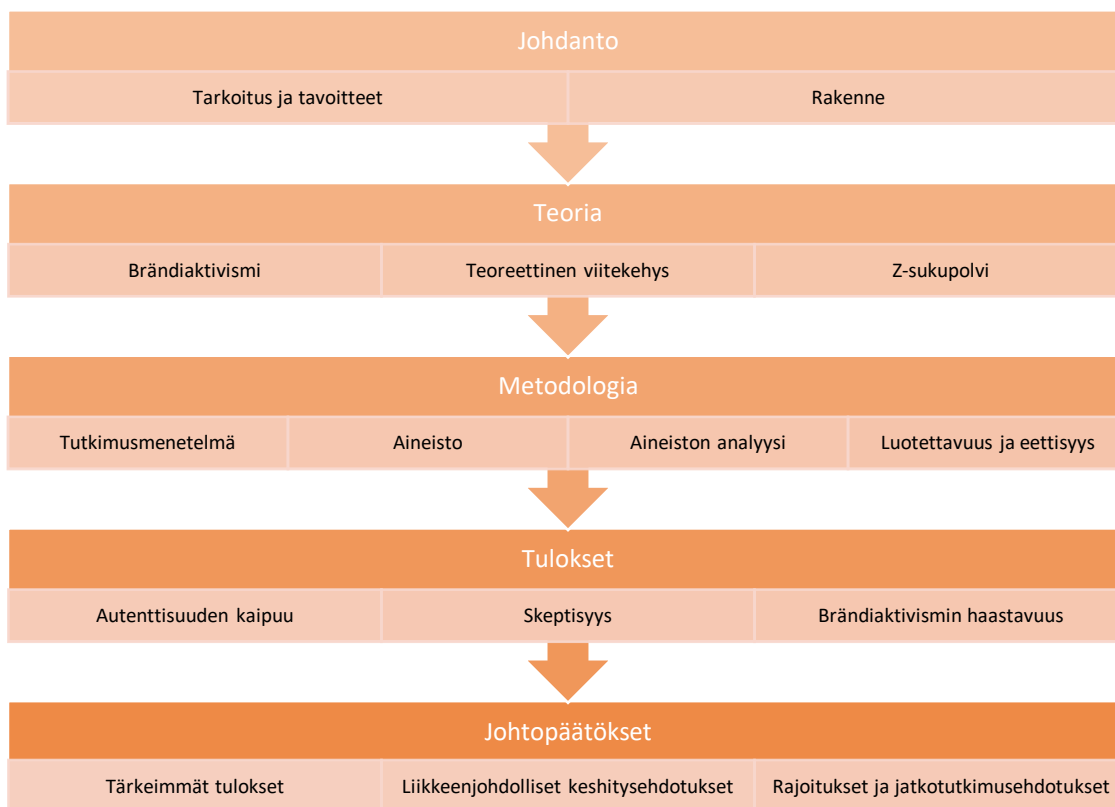 Johdanto
Tarkoitus ja tavoitteet
Rakenne
Teoria
Brändiaktivismi
Teoreettinen viitekehys
Z-sukupolvi
Metodologia
Tutkimusmenetelmä
Aineisto
Aineiston analyysi
Luotettavuus ja eettisyys
Tulokset
Autenttisuuden kaipuu
Skeptisyys
Brändiaktivismin haastavuus
Johtopäätökset
Tärkeimmät tulokset
Liikkeenjohdolliset keshitysehdotukset
Rajoitukset ja jatkotutkimusehdotukset